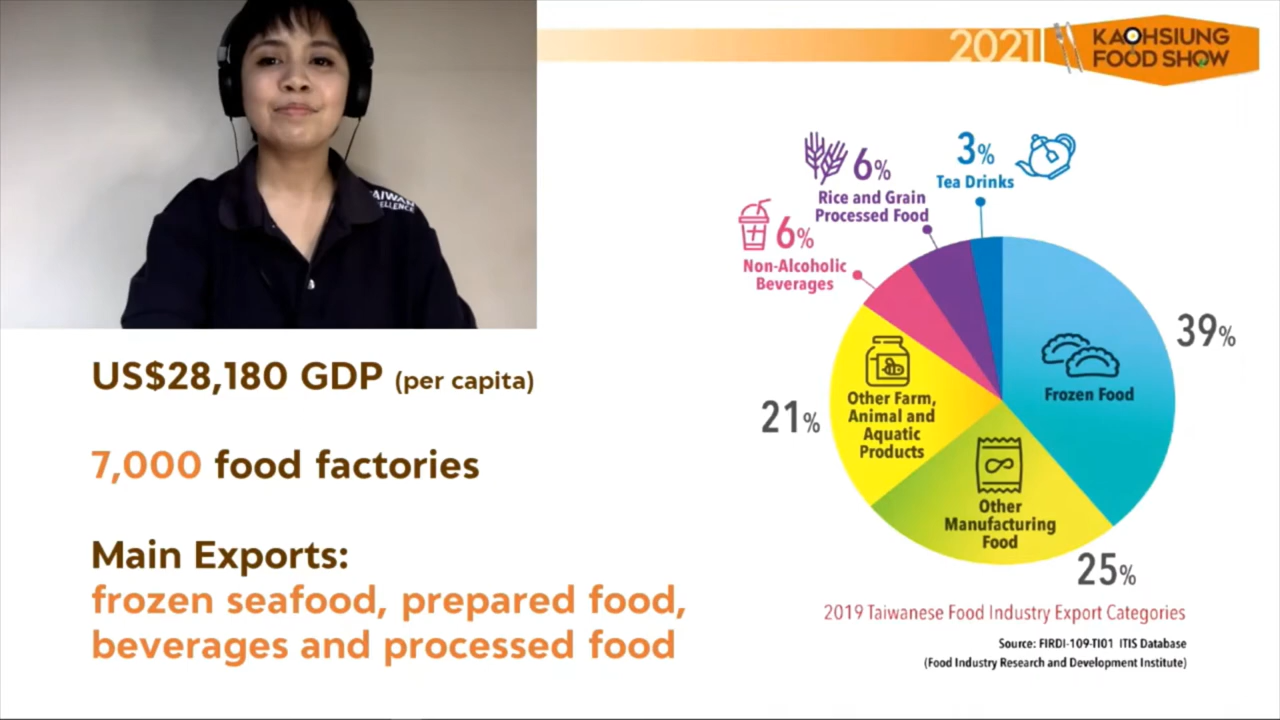 2021
KAOHSIUNG
FOOD SHOW
ELLENCE
US$28,180 GDP (per capita)
7,000 food factories
Main Exports:
frozen seafood, prepared food,
beverages and processed food
3%
Tea Drinks
6%
Rice and Grain
Processed Food
6%
Non-Alcoholic
Beverages
39%
Frozen Food
21%
Other Farm,
Animal and
Aquatic
Products
Other
Manufacturing
Food
25%
2019 Taiwanese Food Industry Export Categories
Source: FIRDI-109-TI01 ITIS Database
(Food Industry Research and Development Institute)